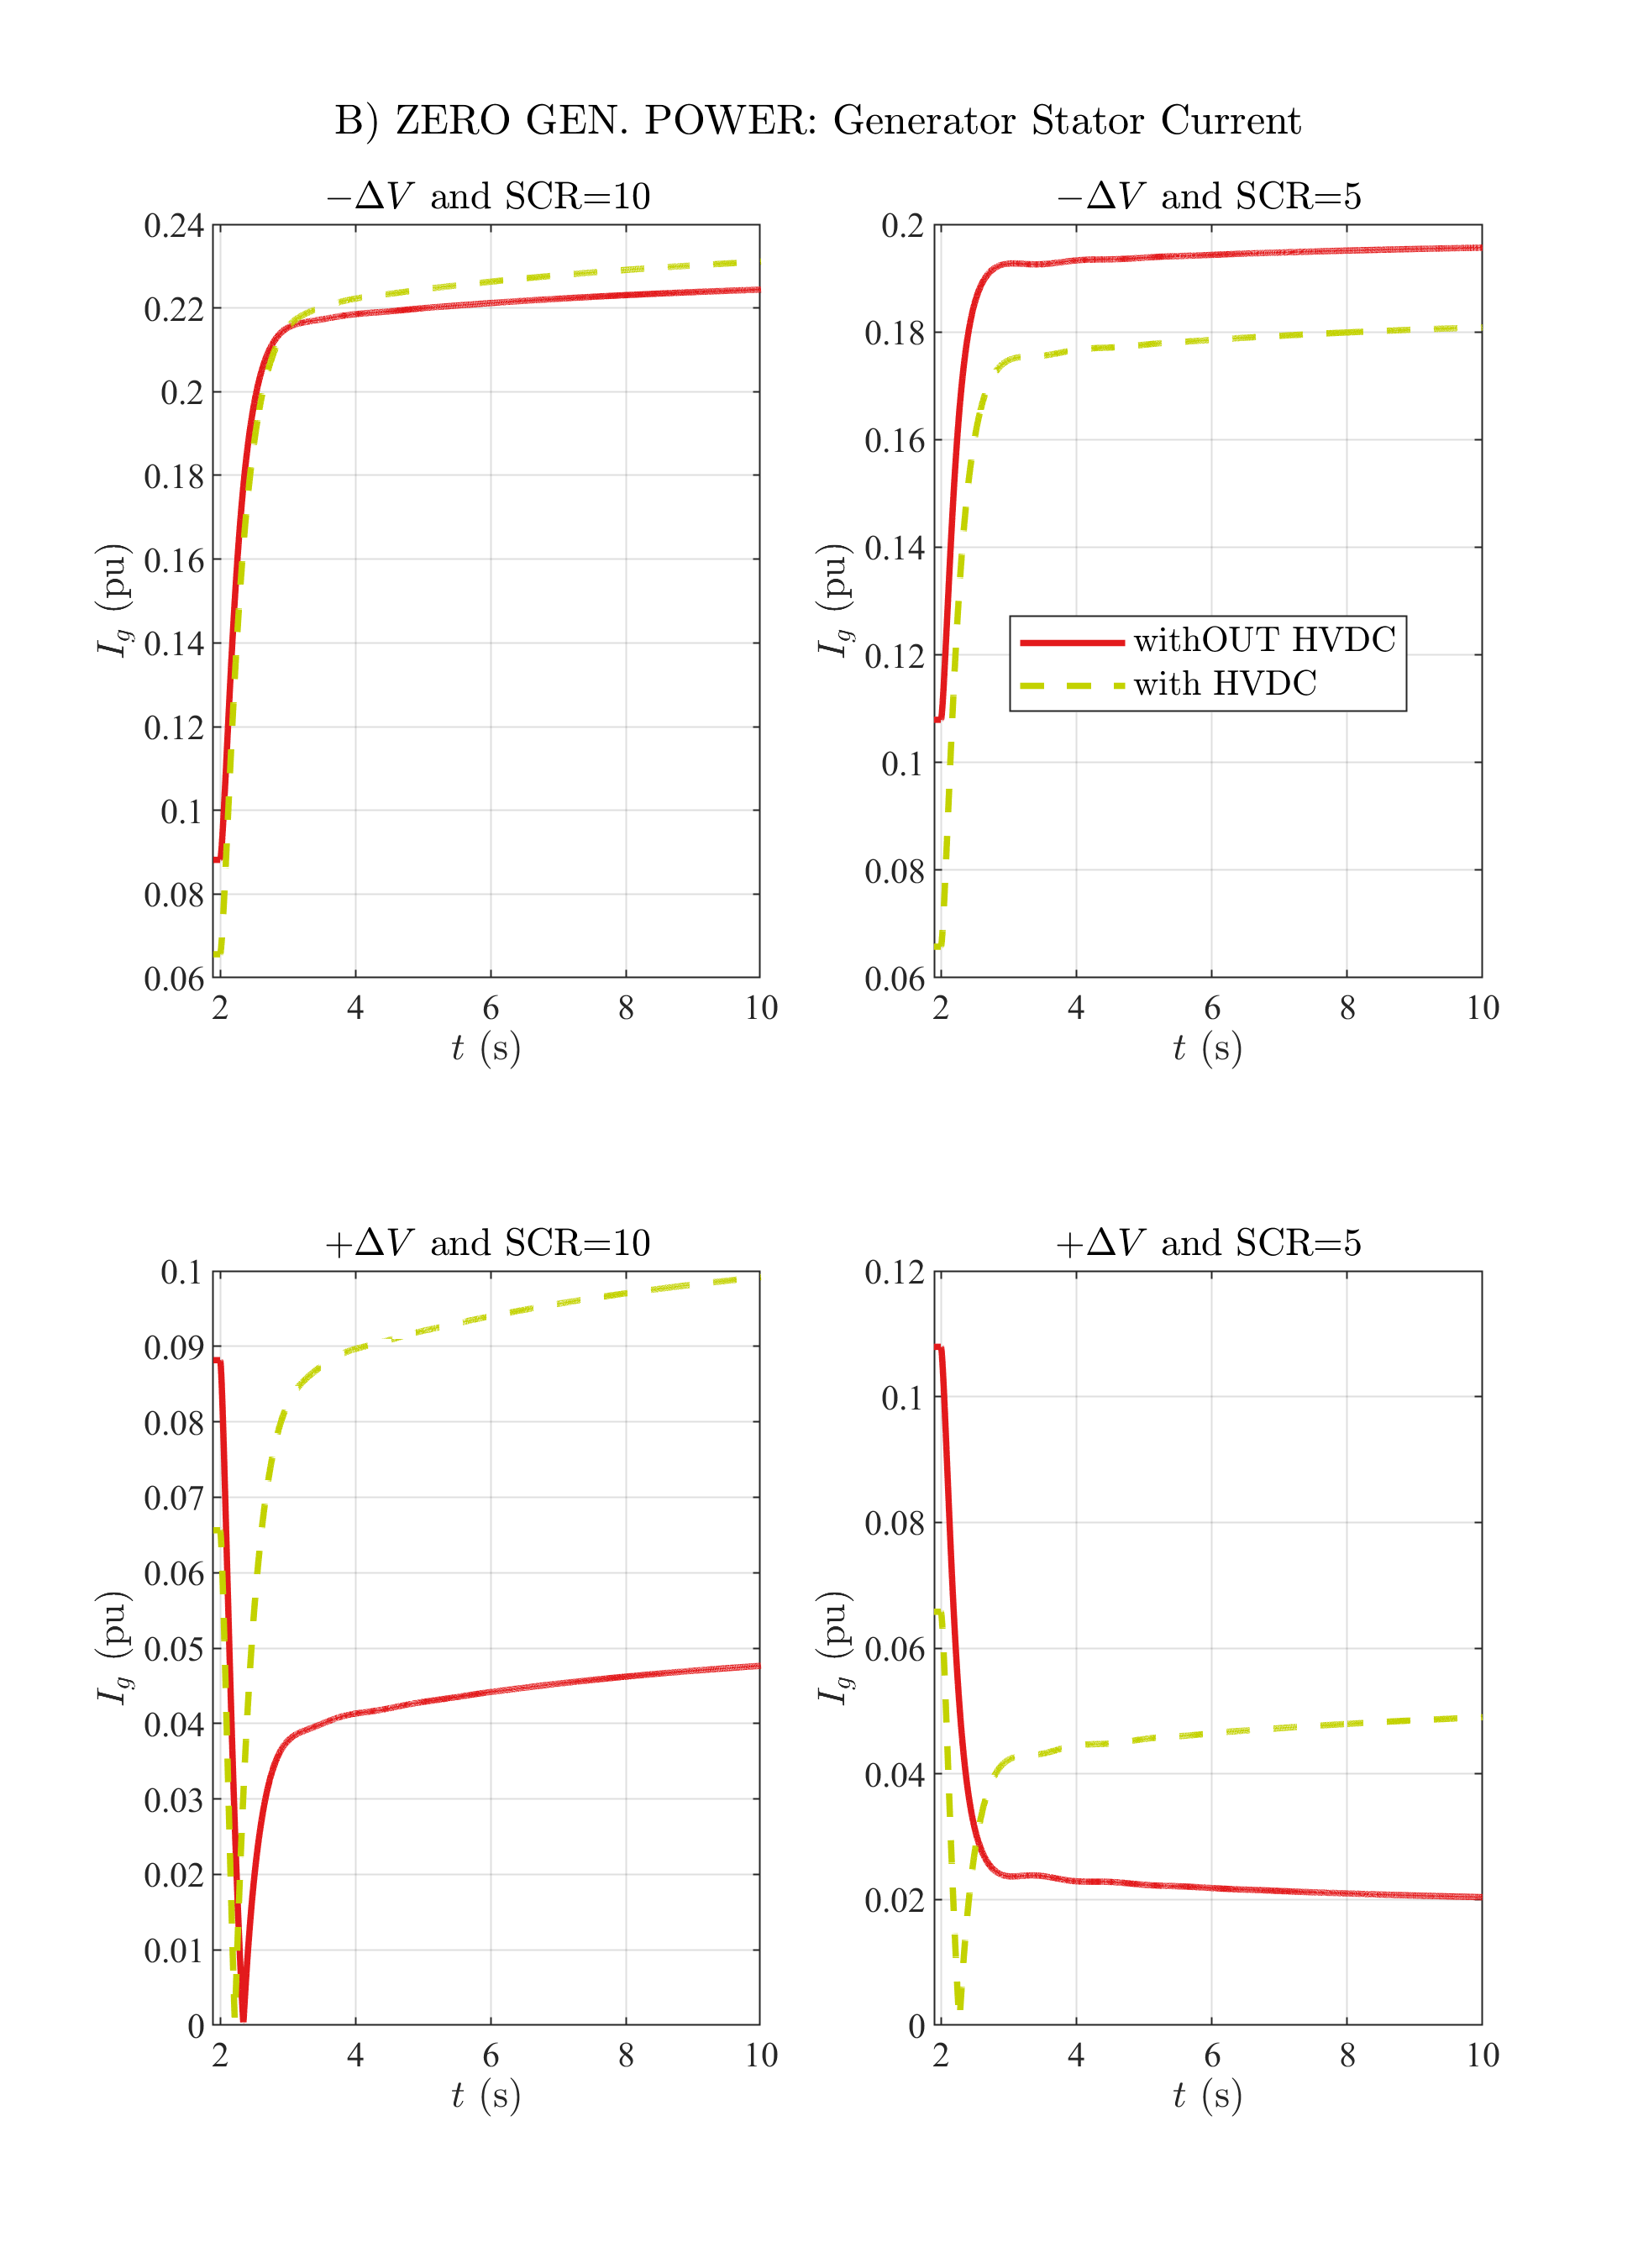 B) ZERO GEN. POWER: Generator Stator Current
−ΔV and SCR=10
0.24
0.22
0.2
0.18
0.16
0.14
0.12
0.1
0.08
0.06
I_g (pu)
2 4 6 8 10
t (s)
−ΔV and SCR=5
0.2
0.18
0.16
0.14
0.12
0.1
0.08
0.06
I_g (pu)
withOUT HVDC
with HVDC
2 4 6 8 10
t (s)
+ΔV and SCR=10
0.1
0.09
0.08
0.07
0.06
0.05
0.04
0.03
0.02
0.01
0
I_g (pu)
2 4 6 8 10
t (s)
+ΔV and SCR=5
0.12
0.1
0.08
0.06
0.04
0.02
0
I_g (pu)
2 4 6 8 10
t (s)